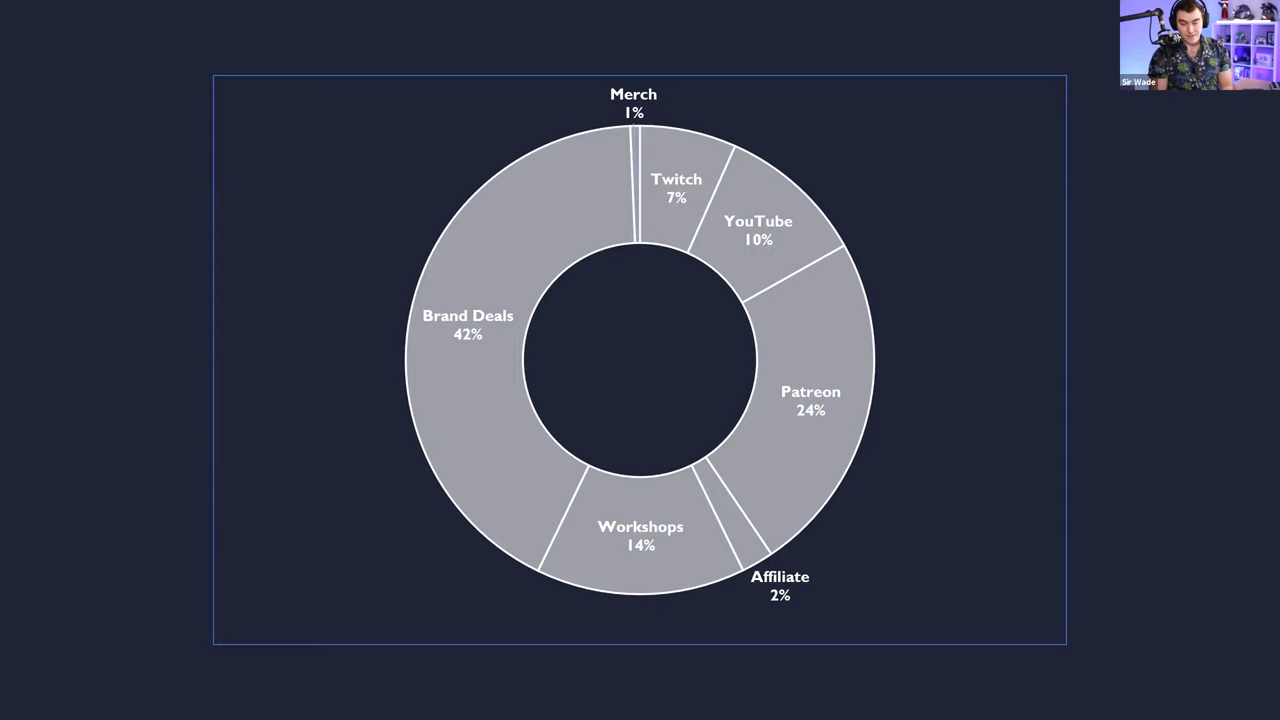 Sir Wade
Merch
1%
Twitch
7%
YouTube
10%
Brand Deals
42%
Patreon
24%
Workshops
14%
Affiliate
2%